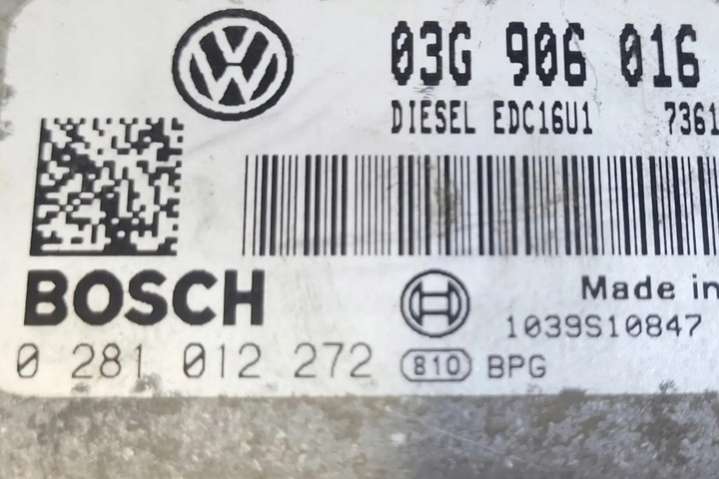 03G 906 016
DIESEL EDC16U1 7361
BOSCH
Made in
1039S10847
0 281 012 272 810 BPG